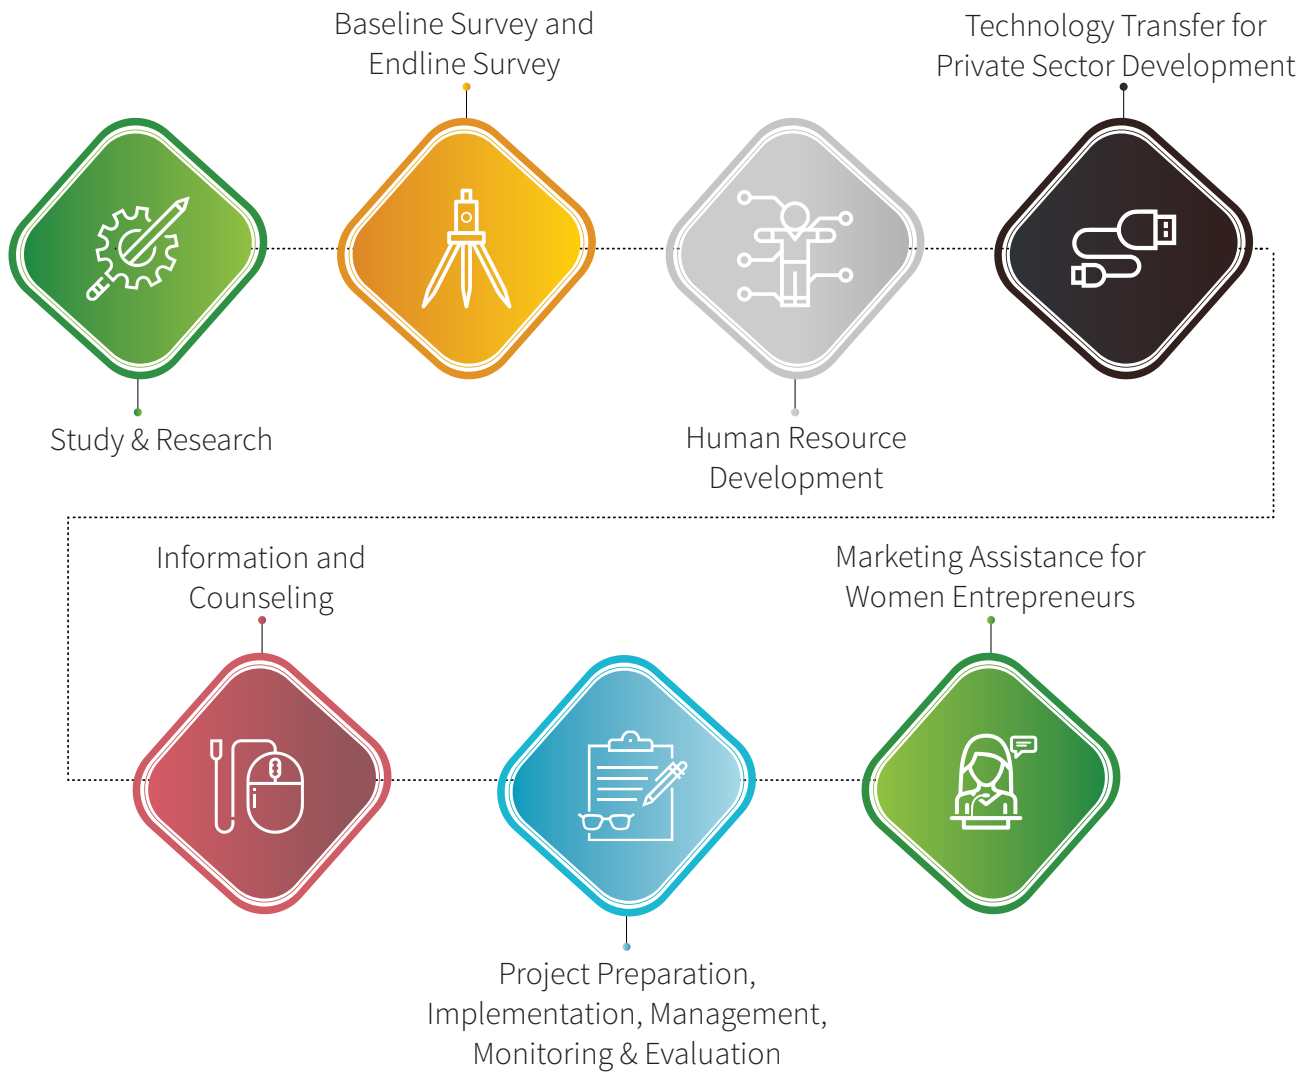 Baseline Survey and
Endline Survey
Technology Transfer for
Private Sector Development
Study & Research
Human Resource
Development
Information and
Counseling
Marketing Assistance for
Women Entrepreneurs
Project Preparation,
Implementation, Management,
Monitoring & Evaluation